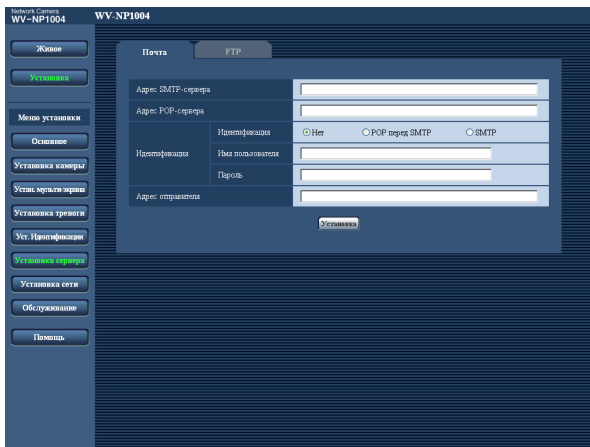 Network Camera
WV-NP1004
WV-NP1004
Живое
Установка
Меню установки
Основное
Установка камеры
Устан. мульти-экрана
Установка тревоги
Уст. Идентификации
Установка сервера
Установка сети
Обслуживание
Помощь
Почта
FTP
Адрес SMTP-сервера
Адрес POP-сервера
Идентификация
Идентификация
Нет
POP перед SMTP
SMTP
Имя пользователя
Пароль
Адрес отправителя
Установка